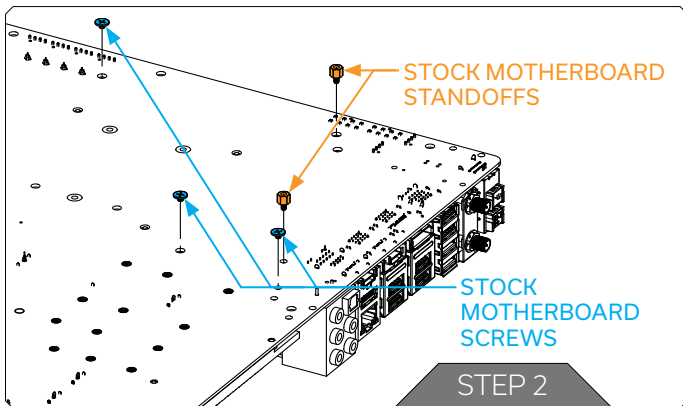 STOCK MOTHERBOARD
STANDOFFS
STOCK
MOTHERBOARD
SCREWS
STEP 2